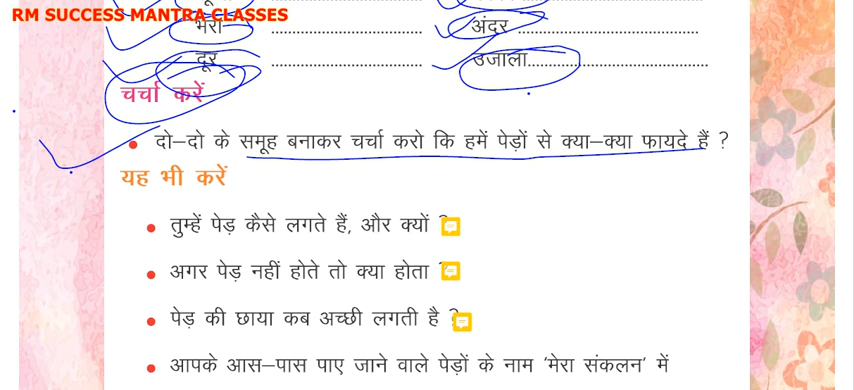 RM SUCCESS MANTRA CLASSES
भरा ........................................ अंदर ........................................
दूर ........................................ उजाला ........................................
चर्चा करें
• दो–दो के समूह बनाकर चर्चा करो कि हमें पेड़ों से क्या–क्या फायदे हैं ?
यह भी करें
• तुम्हें पेड़ कैसे लगते हैं, और क्यों ?
• अगर पेड़ नहीं होते तो क्या होता ?
• पेड़ की छाया कब अच्छी लगती है ?
• आपके आस–पास पाए जाने वाले पेड़ों के नाम ‘मेरा संकलन’ में